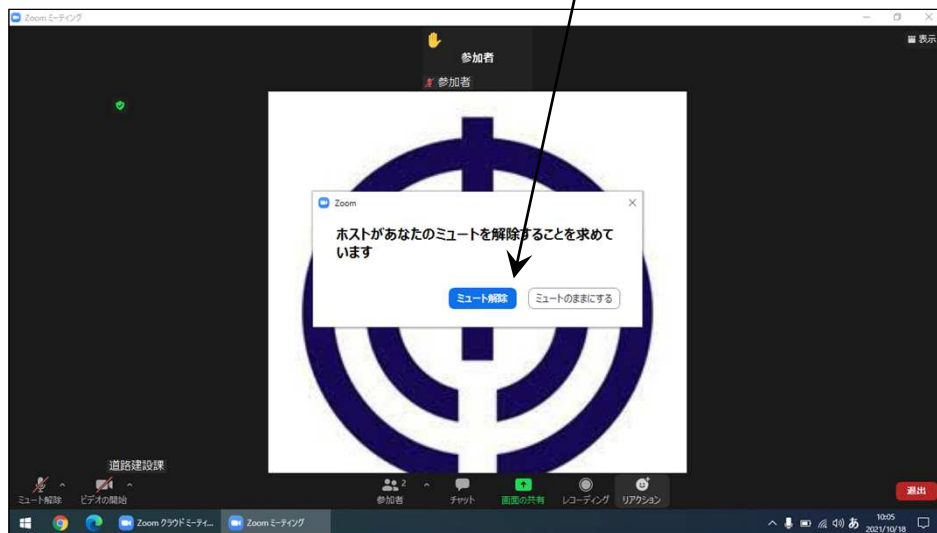 Zoom ミーティング
表示
参加者
参加者
Zoom
ホストがあなたのミュートを解除することを求めて
います
ミュート解除
ミュートのままにする
道路建設課
ミュート解除
ビデオの開始
2
参加者
チャット
画面の共有
レコーディング
リアクション
退出
Zoom クラウド ミーティ...
Zoom ミーティング
あ
10:05
2021/10/18